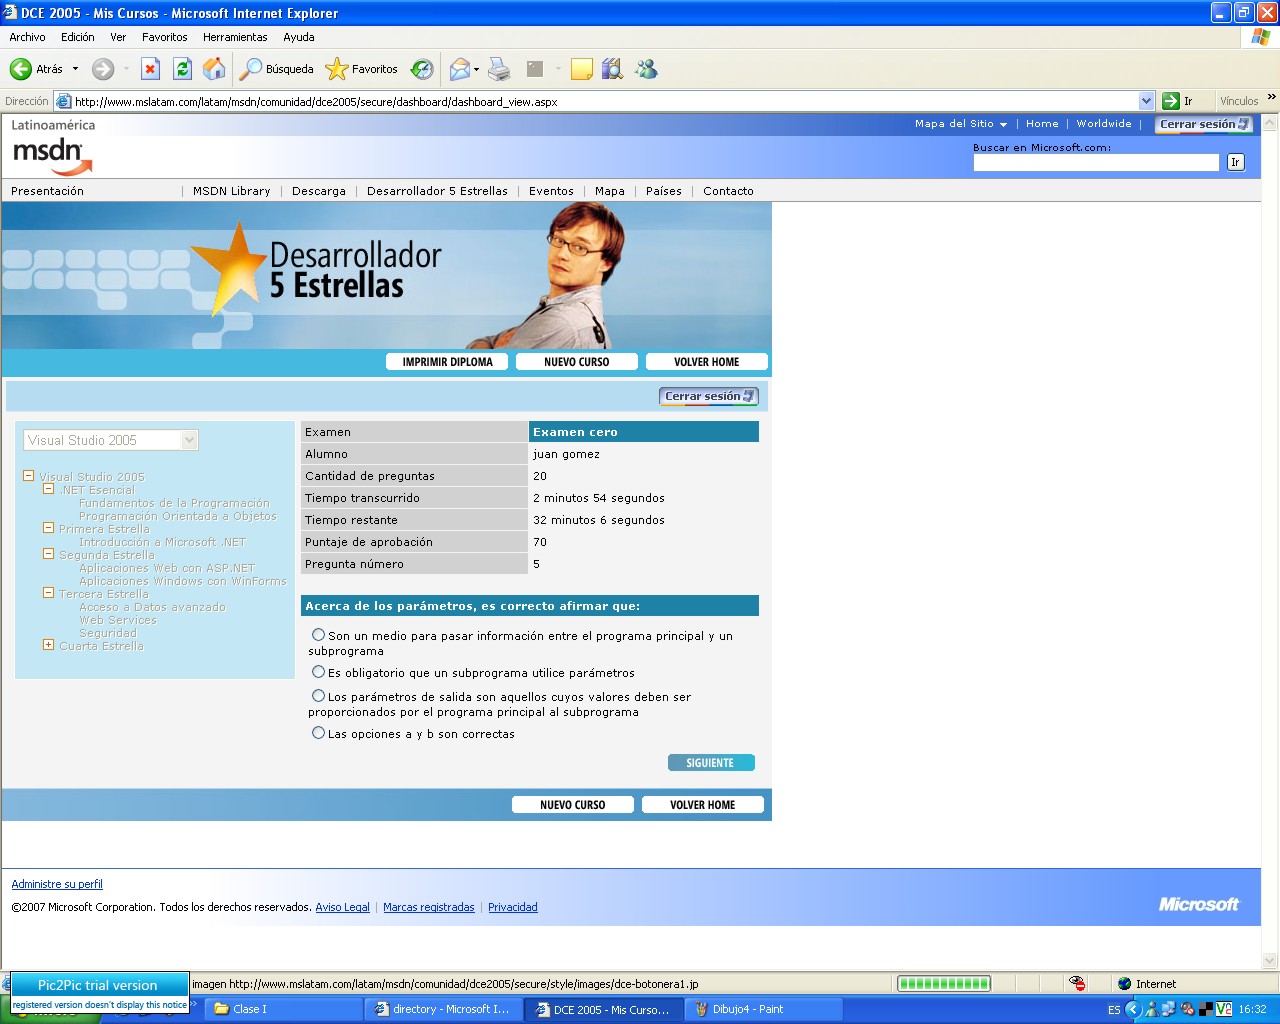 DCE 2005 - Mis Cursos - Microsoft Internet Explorer
Archivo Edición Ver Favoritos Herramientas Ayuda
Atrás Búsqueda Favoritos
Dirección http://www.mslatam.com/latam/msdn/comunidad/dce2005/secure/dashboard/dashboard_view.aspx Ir Vínculos »
Latinoamérica
Mapa del Sitio | Home | Worldwide | Cerrar sesión
msdn
Buscar en Microsoft.com:
Ir
Presentación | MSDN Library | Descarga | Desarrollador 5 Estrellas | Eventos | Mapa | Países | Contacto
Desarrollador
5 Estrellas
IMPRIMIR DIPLOMA NUEVO CURSO VOLVER HOME
Cerrar sesión
Visual Studio 2005
Visual Studio 2005
.NET Esencial
Fundamentos de la Programación
Programación Orientada a Objetos
Primera Estrella
Introducción a Microsoft .NET
Segunda Estrella
Aplicaciones Web con ASP.NET
Aplicaciones Windows con WinForms
Tercera Estrella
Acceso a Datos avanzado
Web Services
Seguridad
Cuarta Estrella
Examen Examen cero
Alumno juan gomez
Cantidad de preguntas 20
Tiempo transcurrido 2 minutos 54 segundos
Tiempo restante 32 minutos 6 segundos
Puntaje de aprobación 70
Pregunta número 5
Acerca de los parámetros, es correcto afirmar que:
Son un medio para pasar información entre el programa principal y un
subprograma
Es obligatorio que un subprograma utilice parámetros
Los parámetros de salida son aquellos cuyos valores deben ser
proporcionados por el programa principal al subprograma
Las opciones a y b son correctas
SIGUIENTE
NUEVO CURSO VOLVER HOME
Administre su perfil
©2007 Microsoft Corporation. Todos los derechos reservados. Aviso Legal | Marcas registradas | Privacidad
Microsoft
Pic2Pic trial version
registered version doesn't display this notice
imagen http://www.mslatam.com/latam/msdn/comunidad/dce2005/secure/style/images/dce-botonera1.jp
Internet
» Clase I directory - Microsoft I... DCE 2005 - Mis Curso... Dibujo4 - Paint ES 16:32